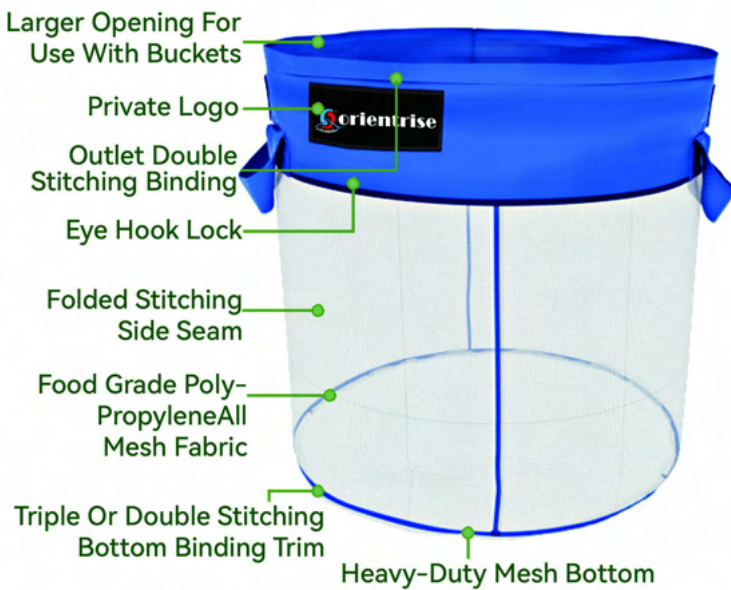 Larger Opening For
Use With Buckets
Private Logo
orientrise
Outlet Double
Stitching Binding
Eye Hook Lock
Folded Stitching
Side Seam
Food Grade Poly-
PropyleneAll
Mesh Fabric
Triple Or Double Stitching
Bottom Binding Trim
Heavy-Duty Mesh Bottom